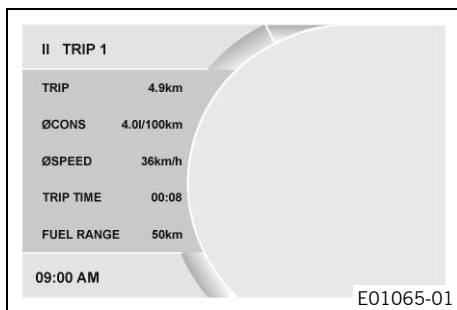 II TRIP 1
TRIP 4.9km
ØCONS 4.0l/100km
ØSPEED 36km/h
TRIP TIME 00:08
FUEL RANGE 50km
09:00 AM
E01065-01